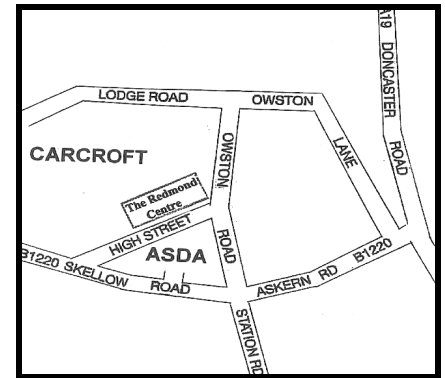 A19 DONCASTER ROAD
LODGE ROAD
OWSTON LANE
OWSTON ROAD
CARCROFT
The Redmond
Centre
HIGH STREET
ASDA
B1220 SKELLOW ROAD
ASKERN RD B1220
STATION RD